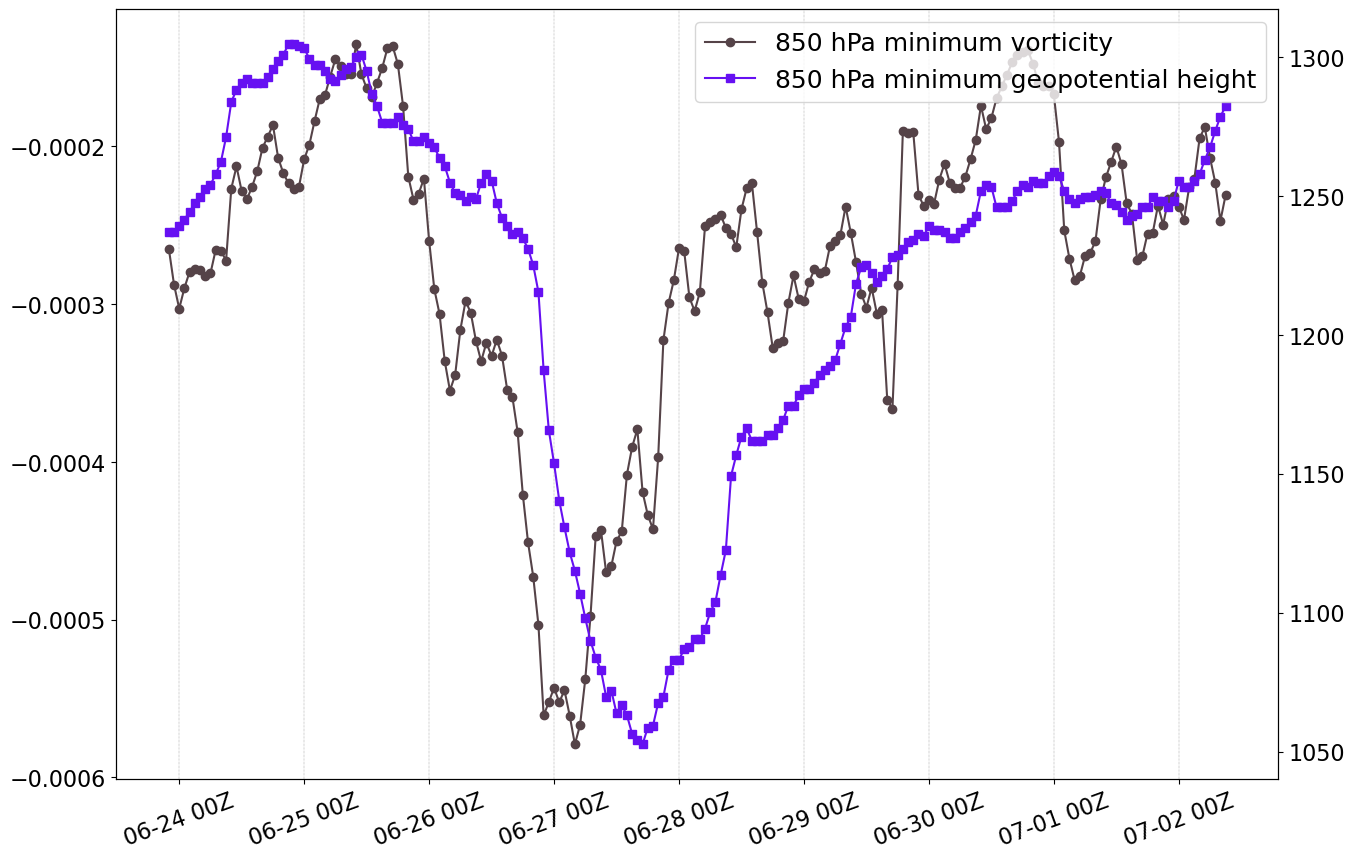 850 hPa minimum vorticity
850 hPa minimum geopotential height
−0.0002
−0.0003
−0.0004
−0.0005
−0.0006
1300
1250
1200
1150
1100
1050
06-24 00Z
06-25 00Z
06-26 00Z
06-27 00Z
06-28 00Z
06-29 00Z
06-30 00Z
07-01 00Z
07-02 00Z